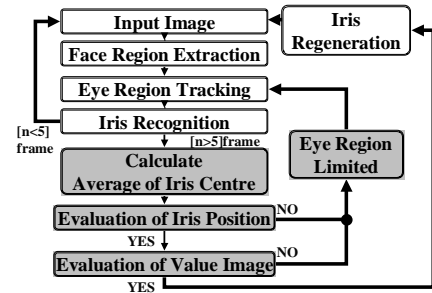 Input Image
Iris
Regeneration
Face Region Extraction
Eye Region Tracking
Iris Recognition
[n<5]
frame
[n>5]frame
Calculate
Average of Iris Centre
Eye Region
Limited
Evaluation of Iris Position
NO
YES
Evaluation of Value Image
NO
YES